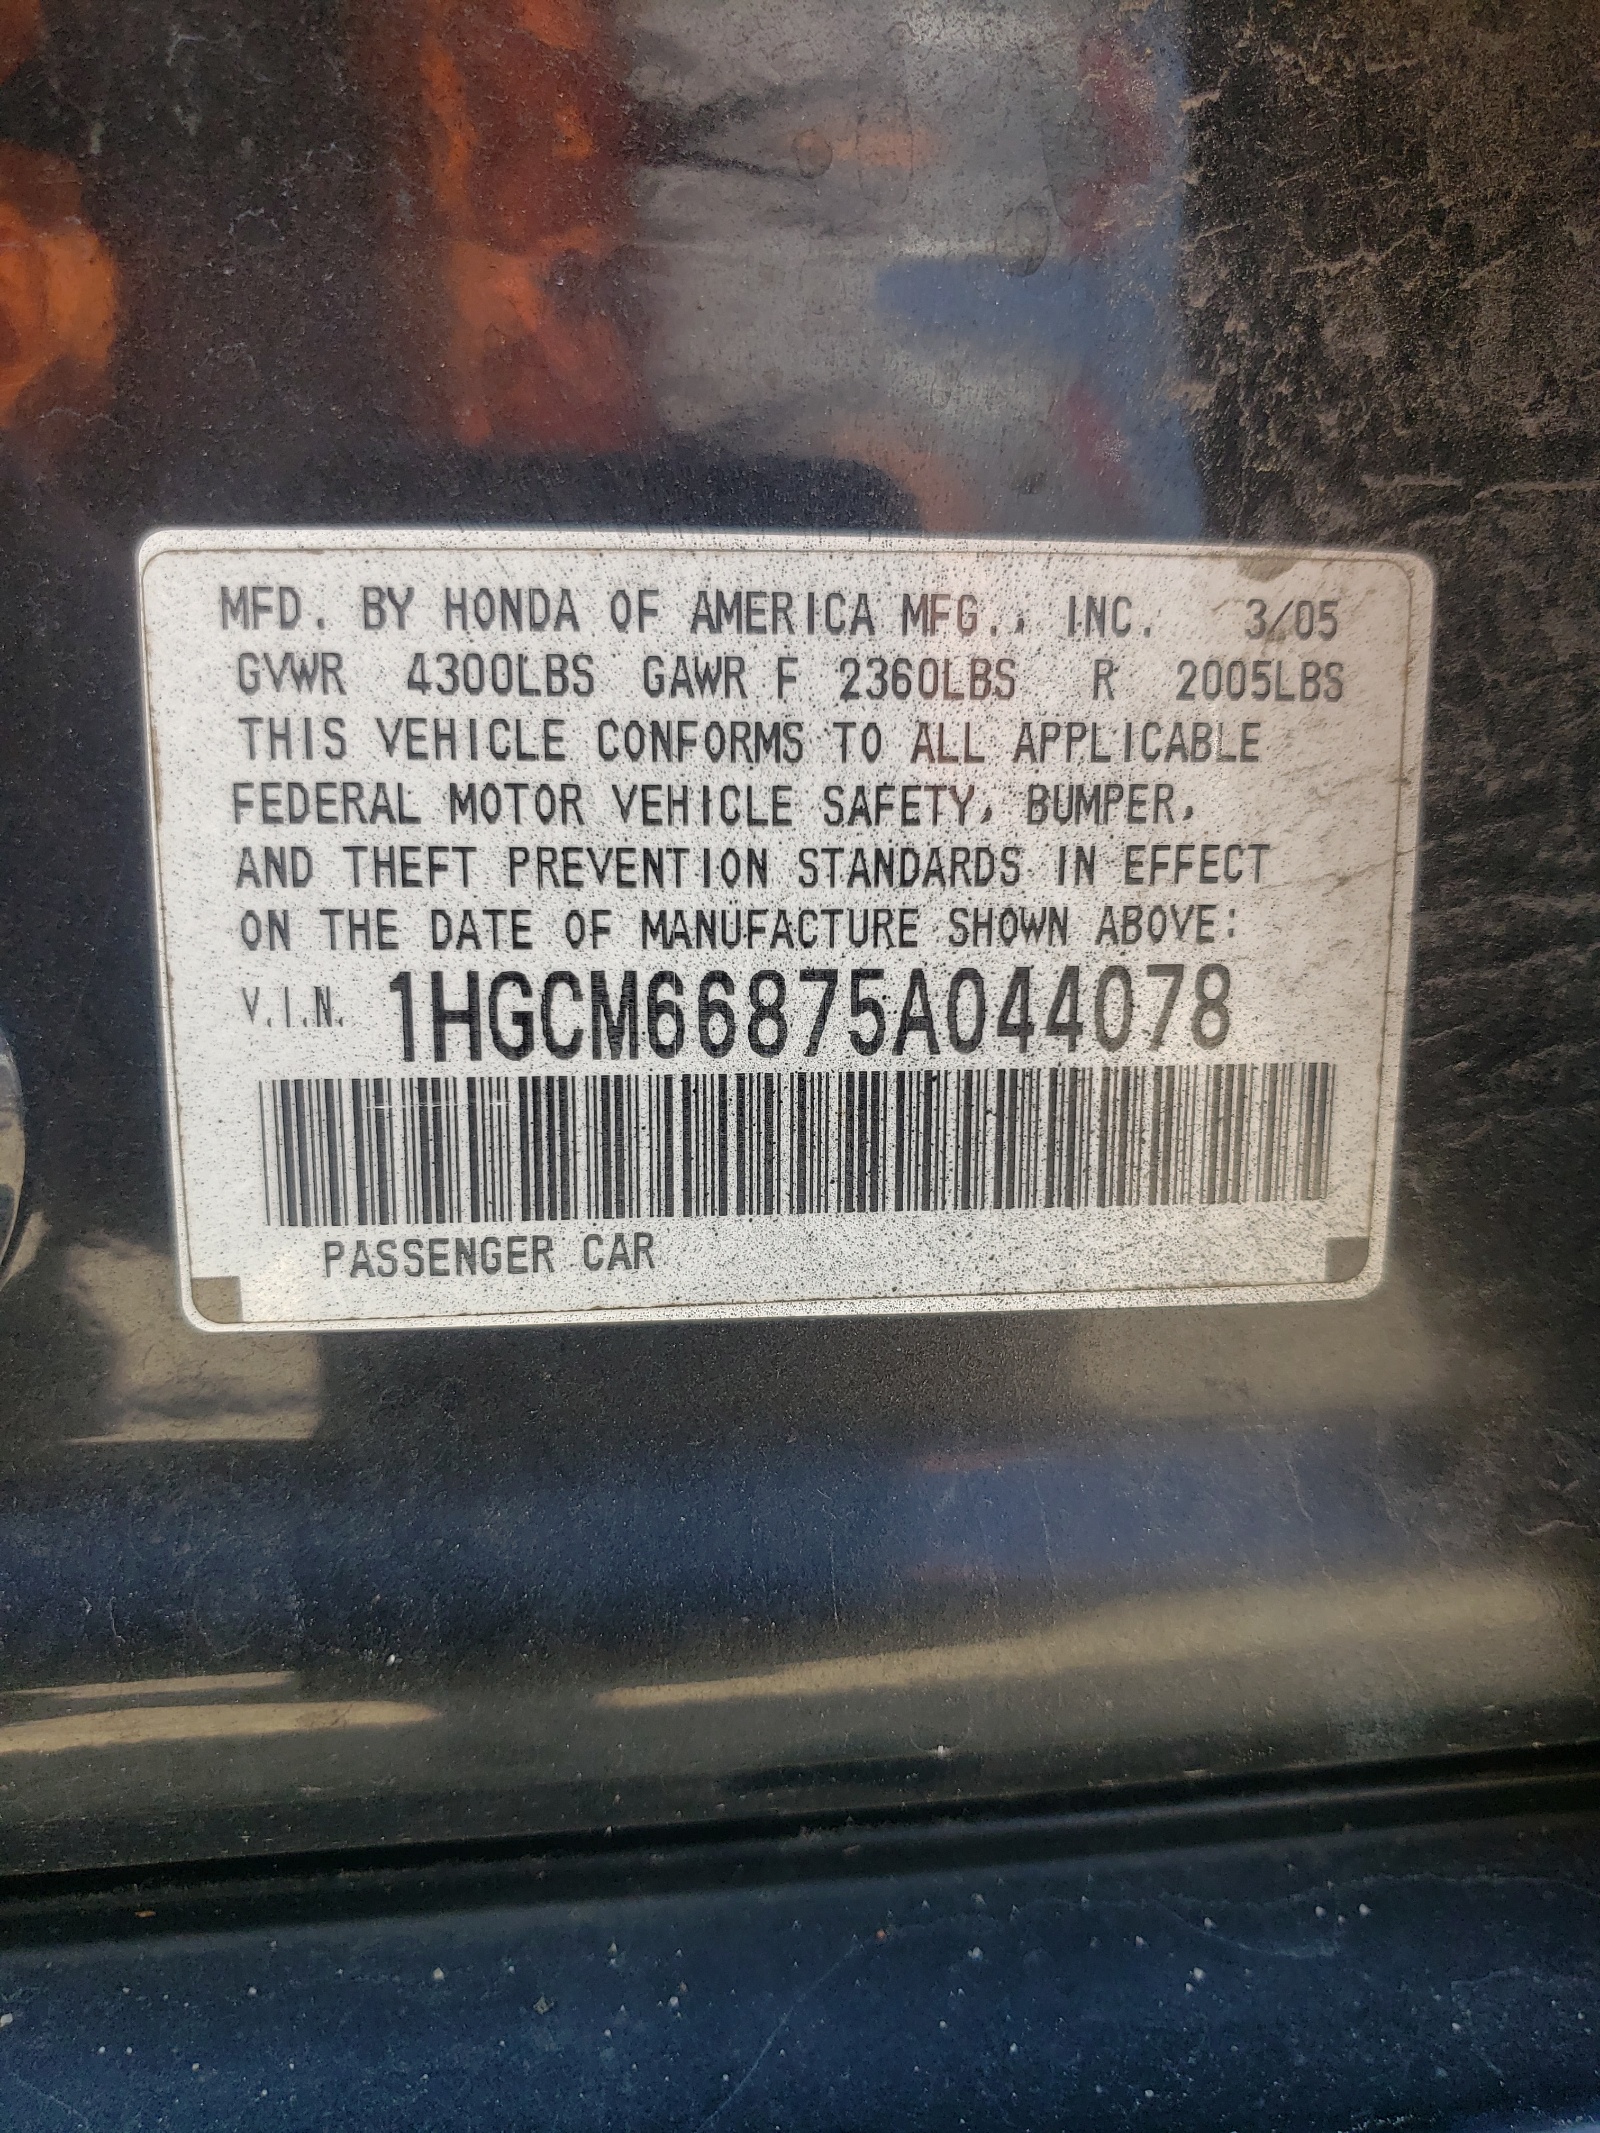 MFD. BY HONDA OF AMERICA MFG., INC. 3/05
GVWR 4300LBS GAWR F 2360LBS R 2005LBS
THIS VEHICLE CONFORMS TO ALL APPLICABLE
FEDERAL MOTOR VEHICLE SAFETY, BUMPER,
AND THEFT PREVENTION STANDARDS IN EFFECT
ON THE DATE OF MANUFACTURE SHOWN ABOVE:
V.I.N. 1HGCM66875A044078
PASSENGER CAR